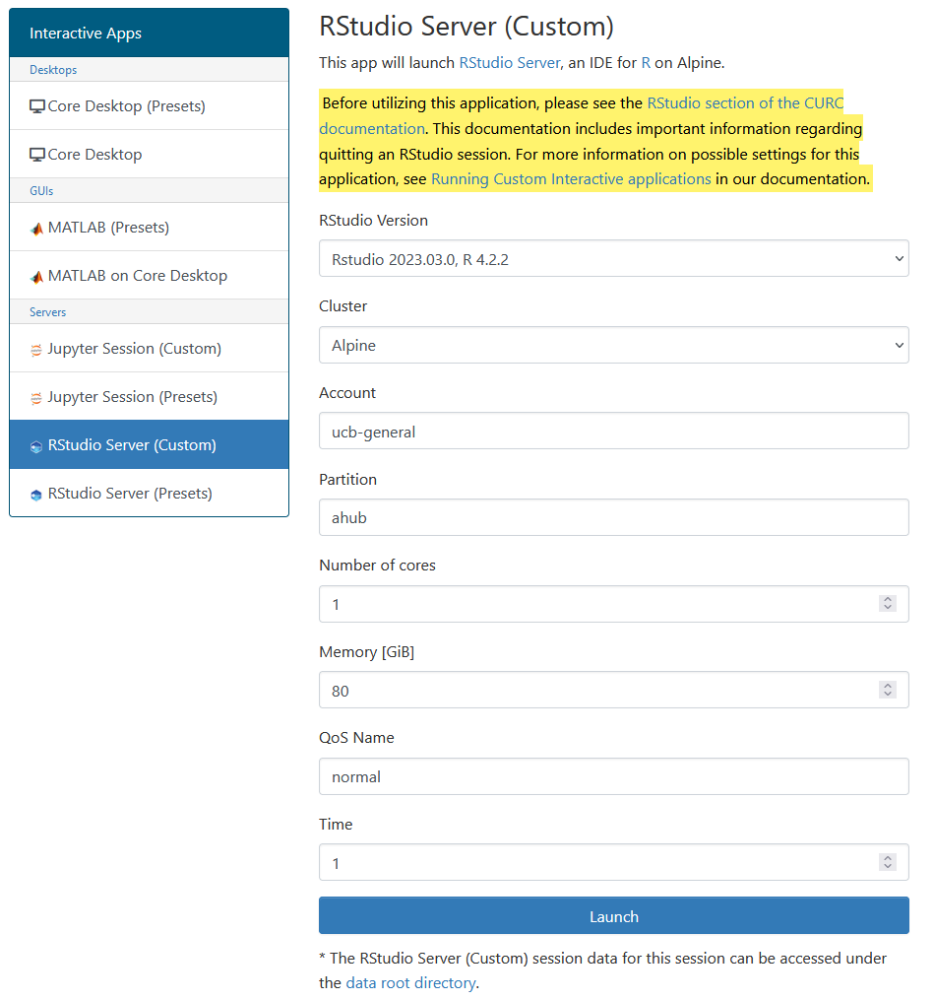 Interactive Apps
Desktops
Core Desktop (Presets)
Core Desktop
GUIs
MATLAB (Presets)
MATLAB on Core Desktop
Servers
Jupyter Session (Custom)
Jupyter Session (Presets)
RStudio Server (Custom)
RStudio Server (Presets)
RStudio Server (Custom)
This app will launch RStudio Server, an IDE for R on Alpine.
Before utilizing this application, please see the RStudio section of the CURC
documentation. This documentation includes important information regarding
quitting an RStudio session. For more information on possible settings for this
application, see Running Custom Interactive applications in our documentation.
RStudio Version
Rstudio 2023.03.0, R 4.2.2
Cluster
Alpine
Account
ucb-general
Partition
ahub
Number of cores
1
Memory [GiB]
80
QoS Name
normal
Time
1
Launch
* The RStudio Server (Custom) session data for this session can be accessed under
the data root directory.